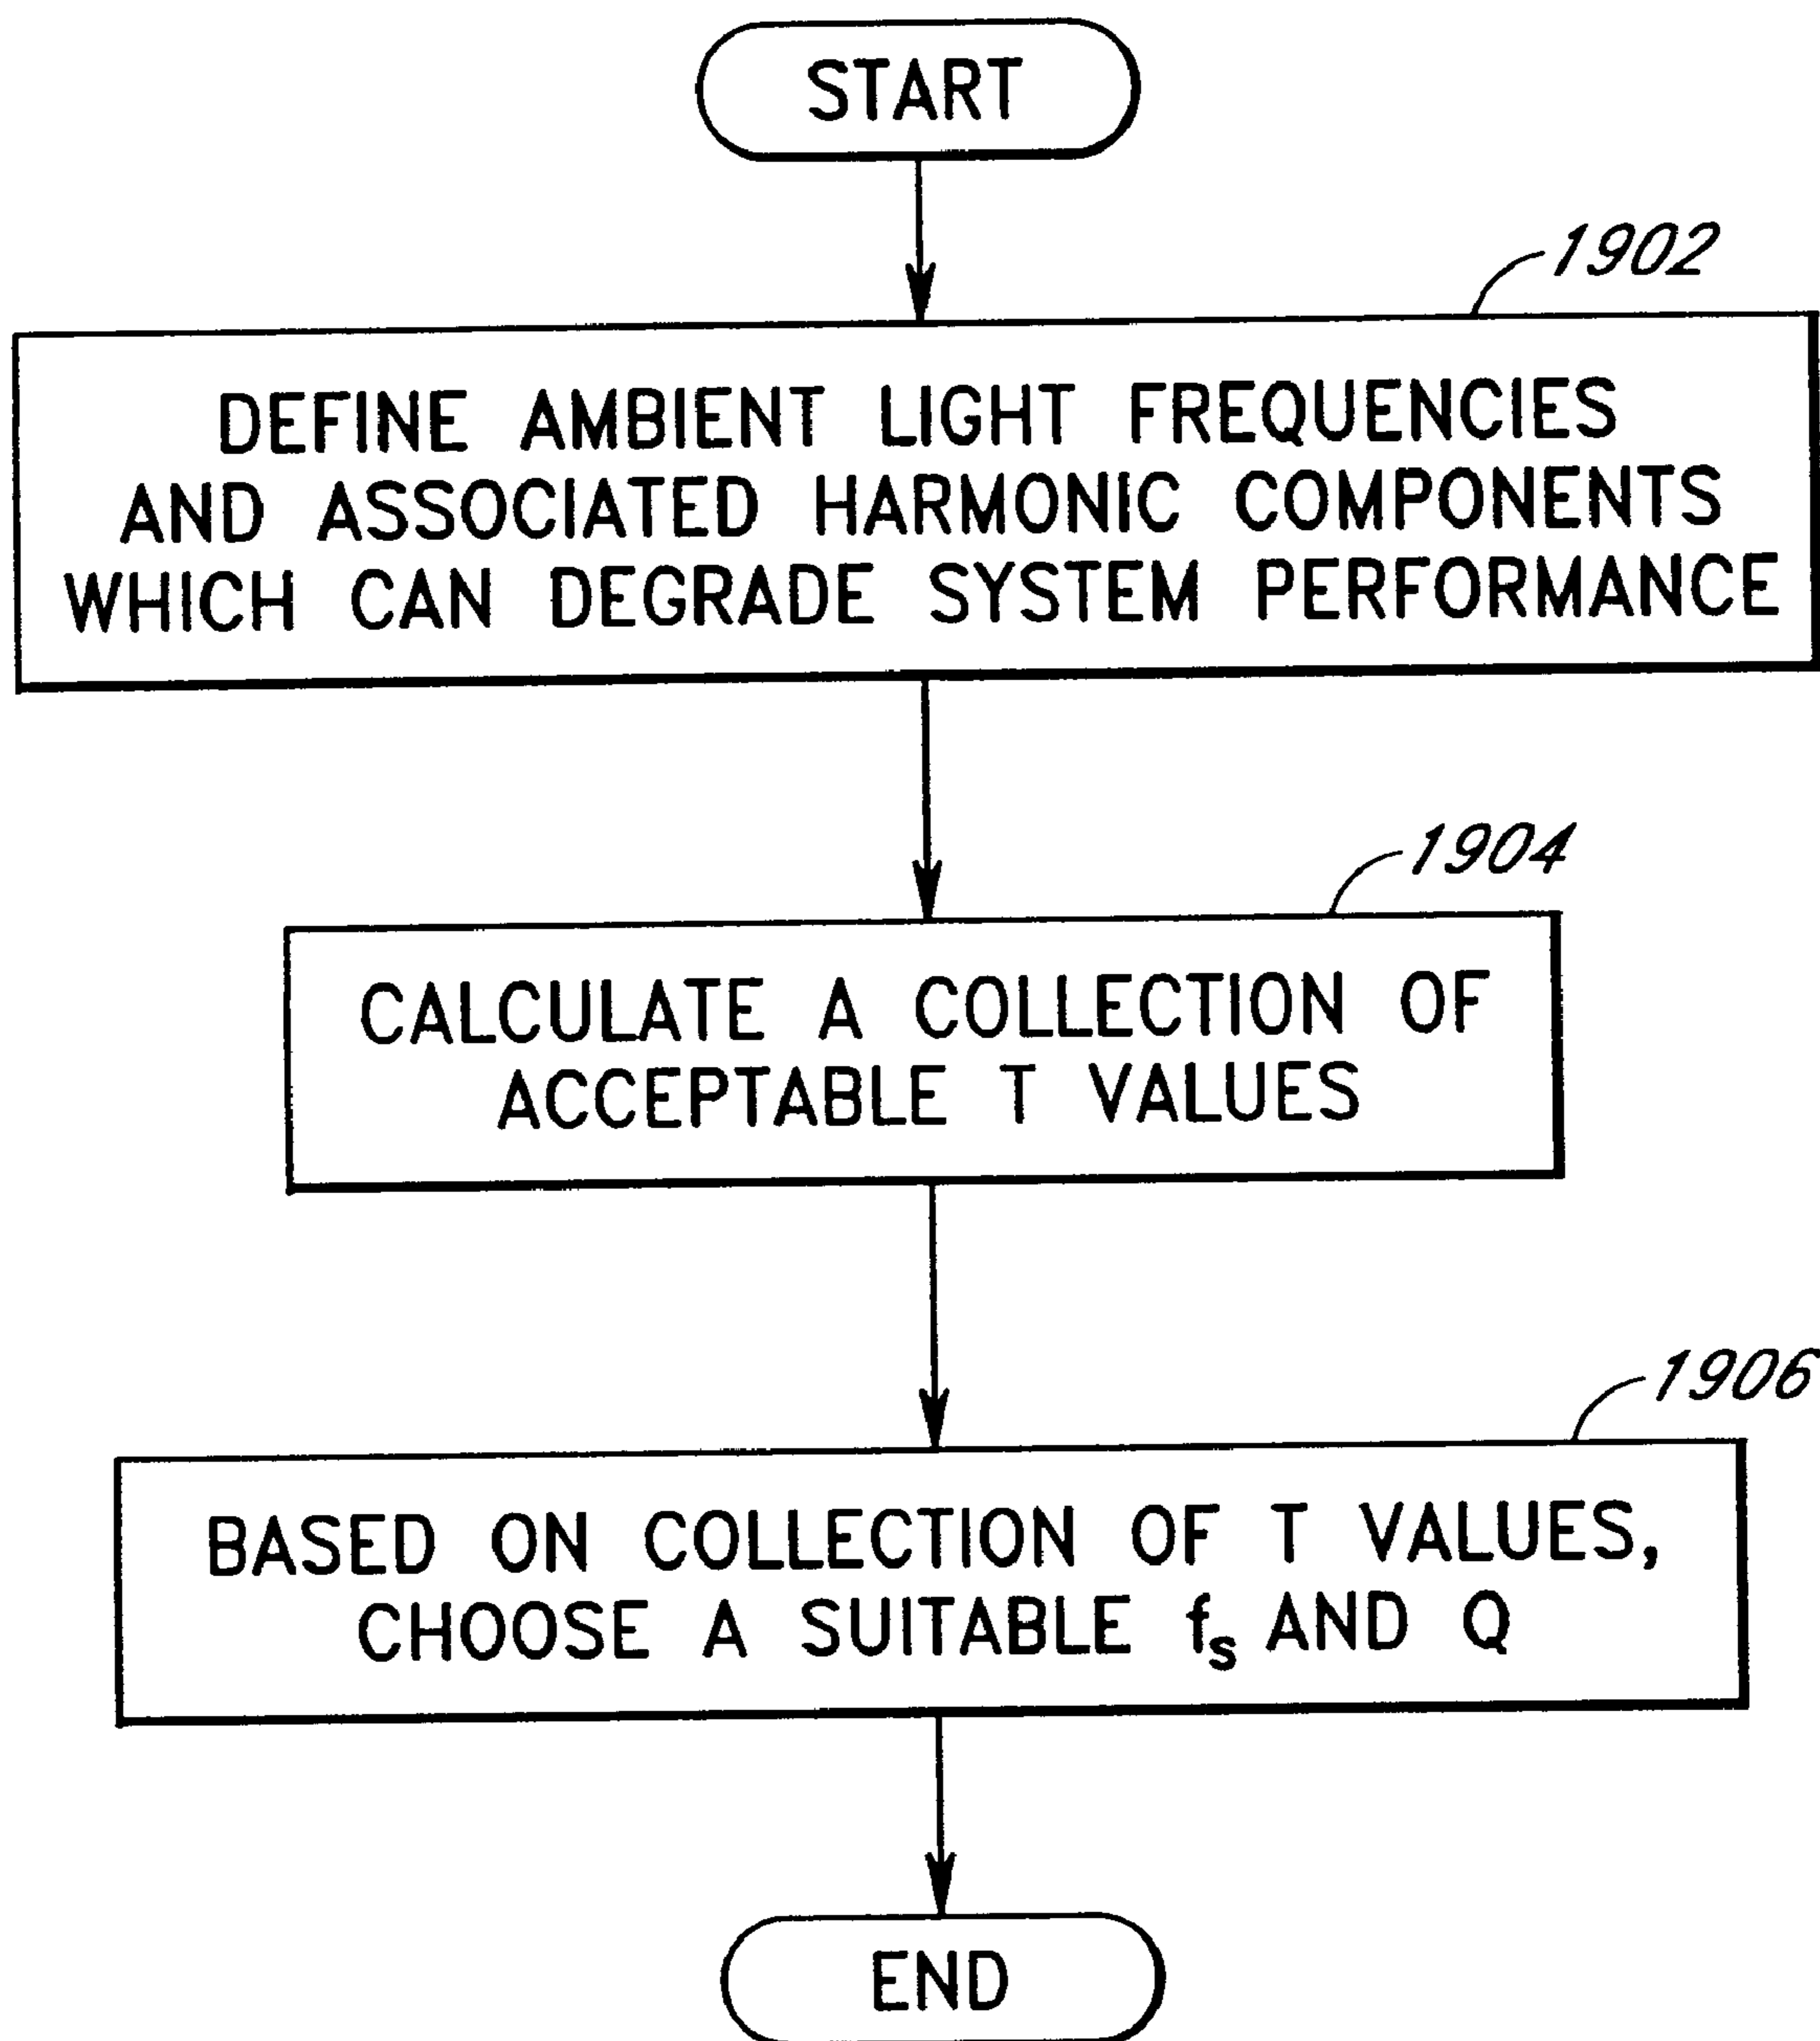 START
1902
DEFINE AMBIENT LIGHT FREQUENCIES
AND ASSOCIATED HARMONIC COMPONENTS
WHICH CAN DEGRADE SYSTEM PERFORMANCE
1904
CALCULATE A COLLECTION OF
ACCEPTABLE T VALUES
1906
BASED ON COLLECTION OF T VALUES,
CHOOSE A SUITABLE fs AND Q
END